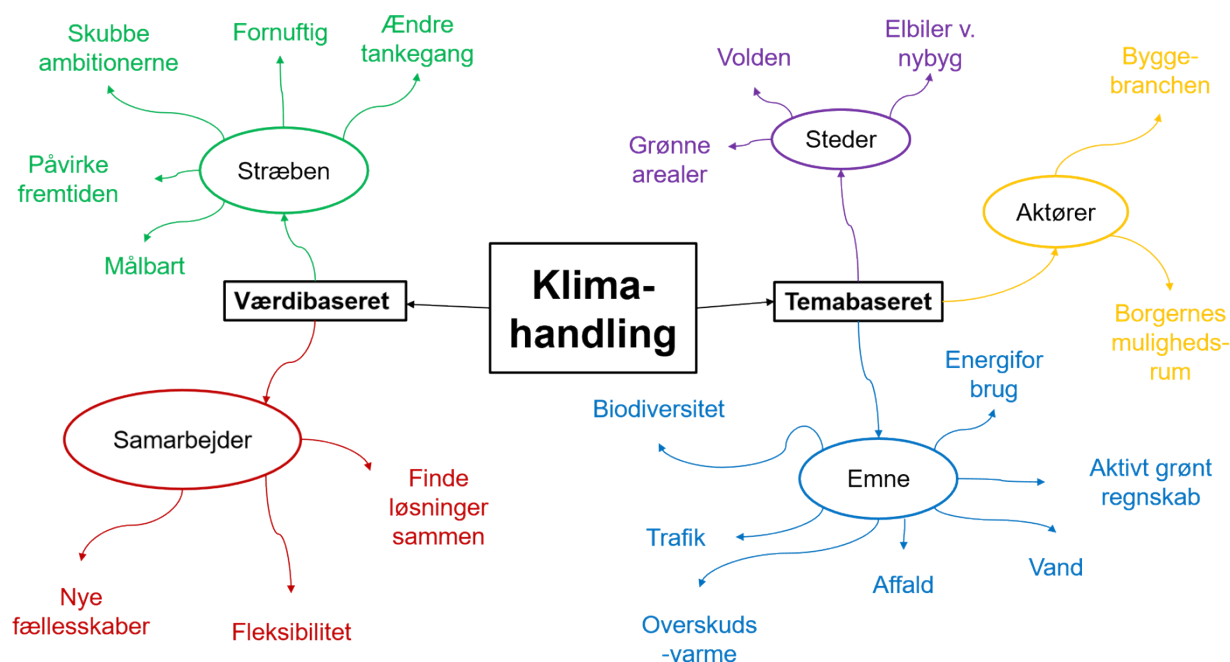 Klima-
handling
Værdibaseret
Stræben
Skubbe
ambitionerne
Fornuftig
Ændre
tankegang
Påvirke
fremtiden
Målbart
Samarbejder
Finde
løsninger
sammen
Nye
fællesskaber
Fleksibilitet
Temabaseret
Steder
Volden
Elbiler v.
nybyg
Grønne
arealer
Aktører
Bygge-
branchen
Borgernes
muligheds-
rum
Emne
Energifor
brug
Biodiversitet
Aktivt grønt
regnskab
Trafik
Vand
Affald
Overskuds
-varme